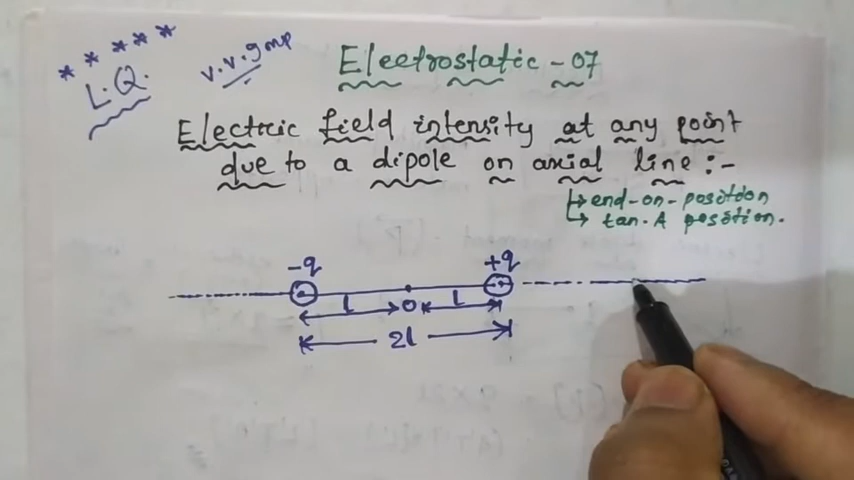 * * * * *
L.Q.
v.v.gmp
Electrostatic - 07
Electric field intensity at any point
due to a dipole on axial line :-
↳ end-on-position
↳ tan. A position.
-q +q
l O l
2l